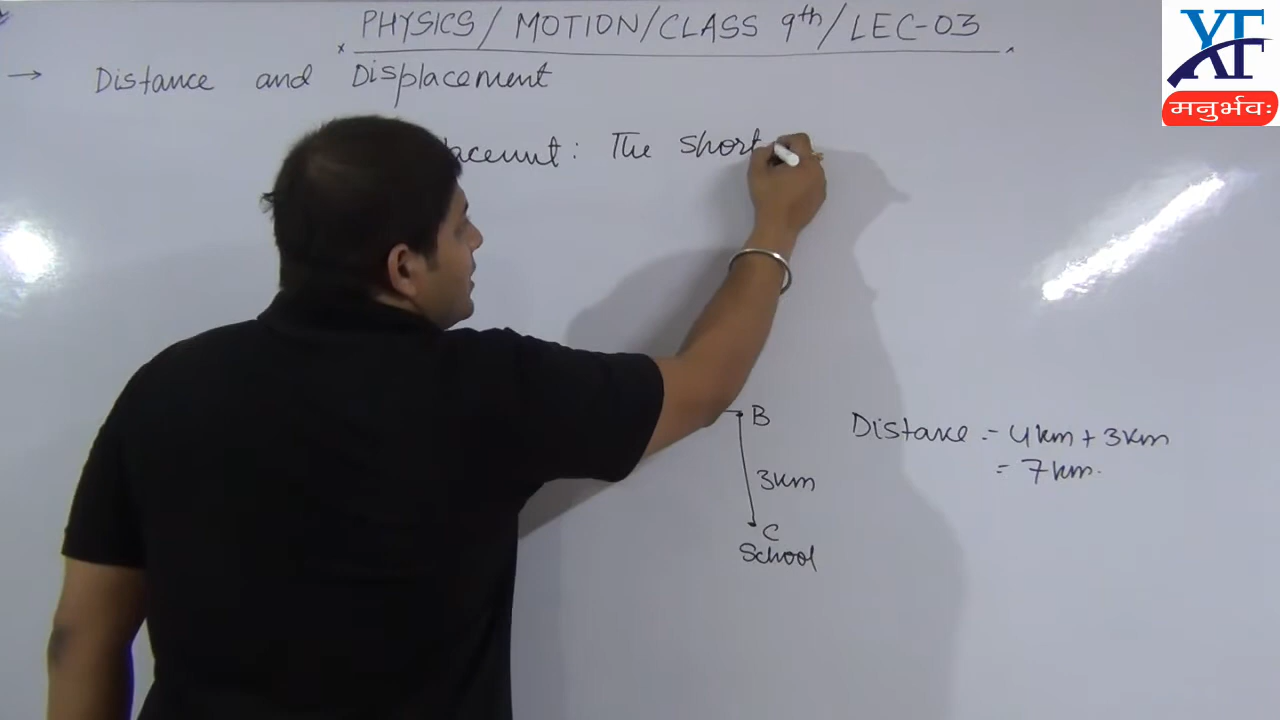 PHYSICS/ MOTION/CLASS 9th/ LEC-03
→ Distance and Displacement
: The short
B
Distance = 4km + 3km
= 7km.
3km
C
School
XF
मनुर्भवः